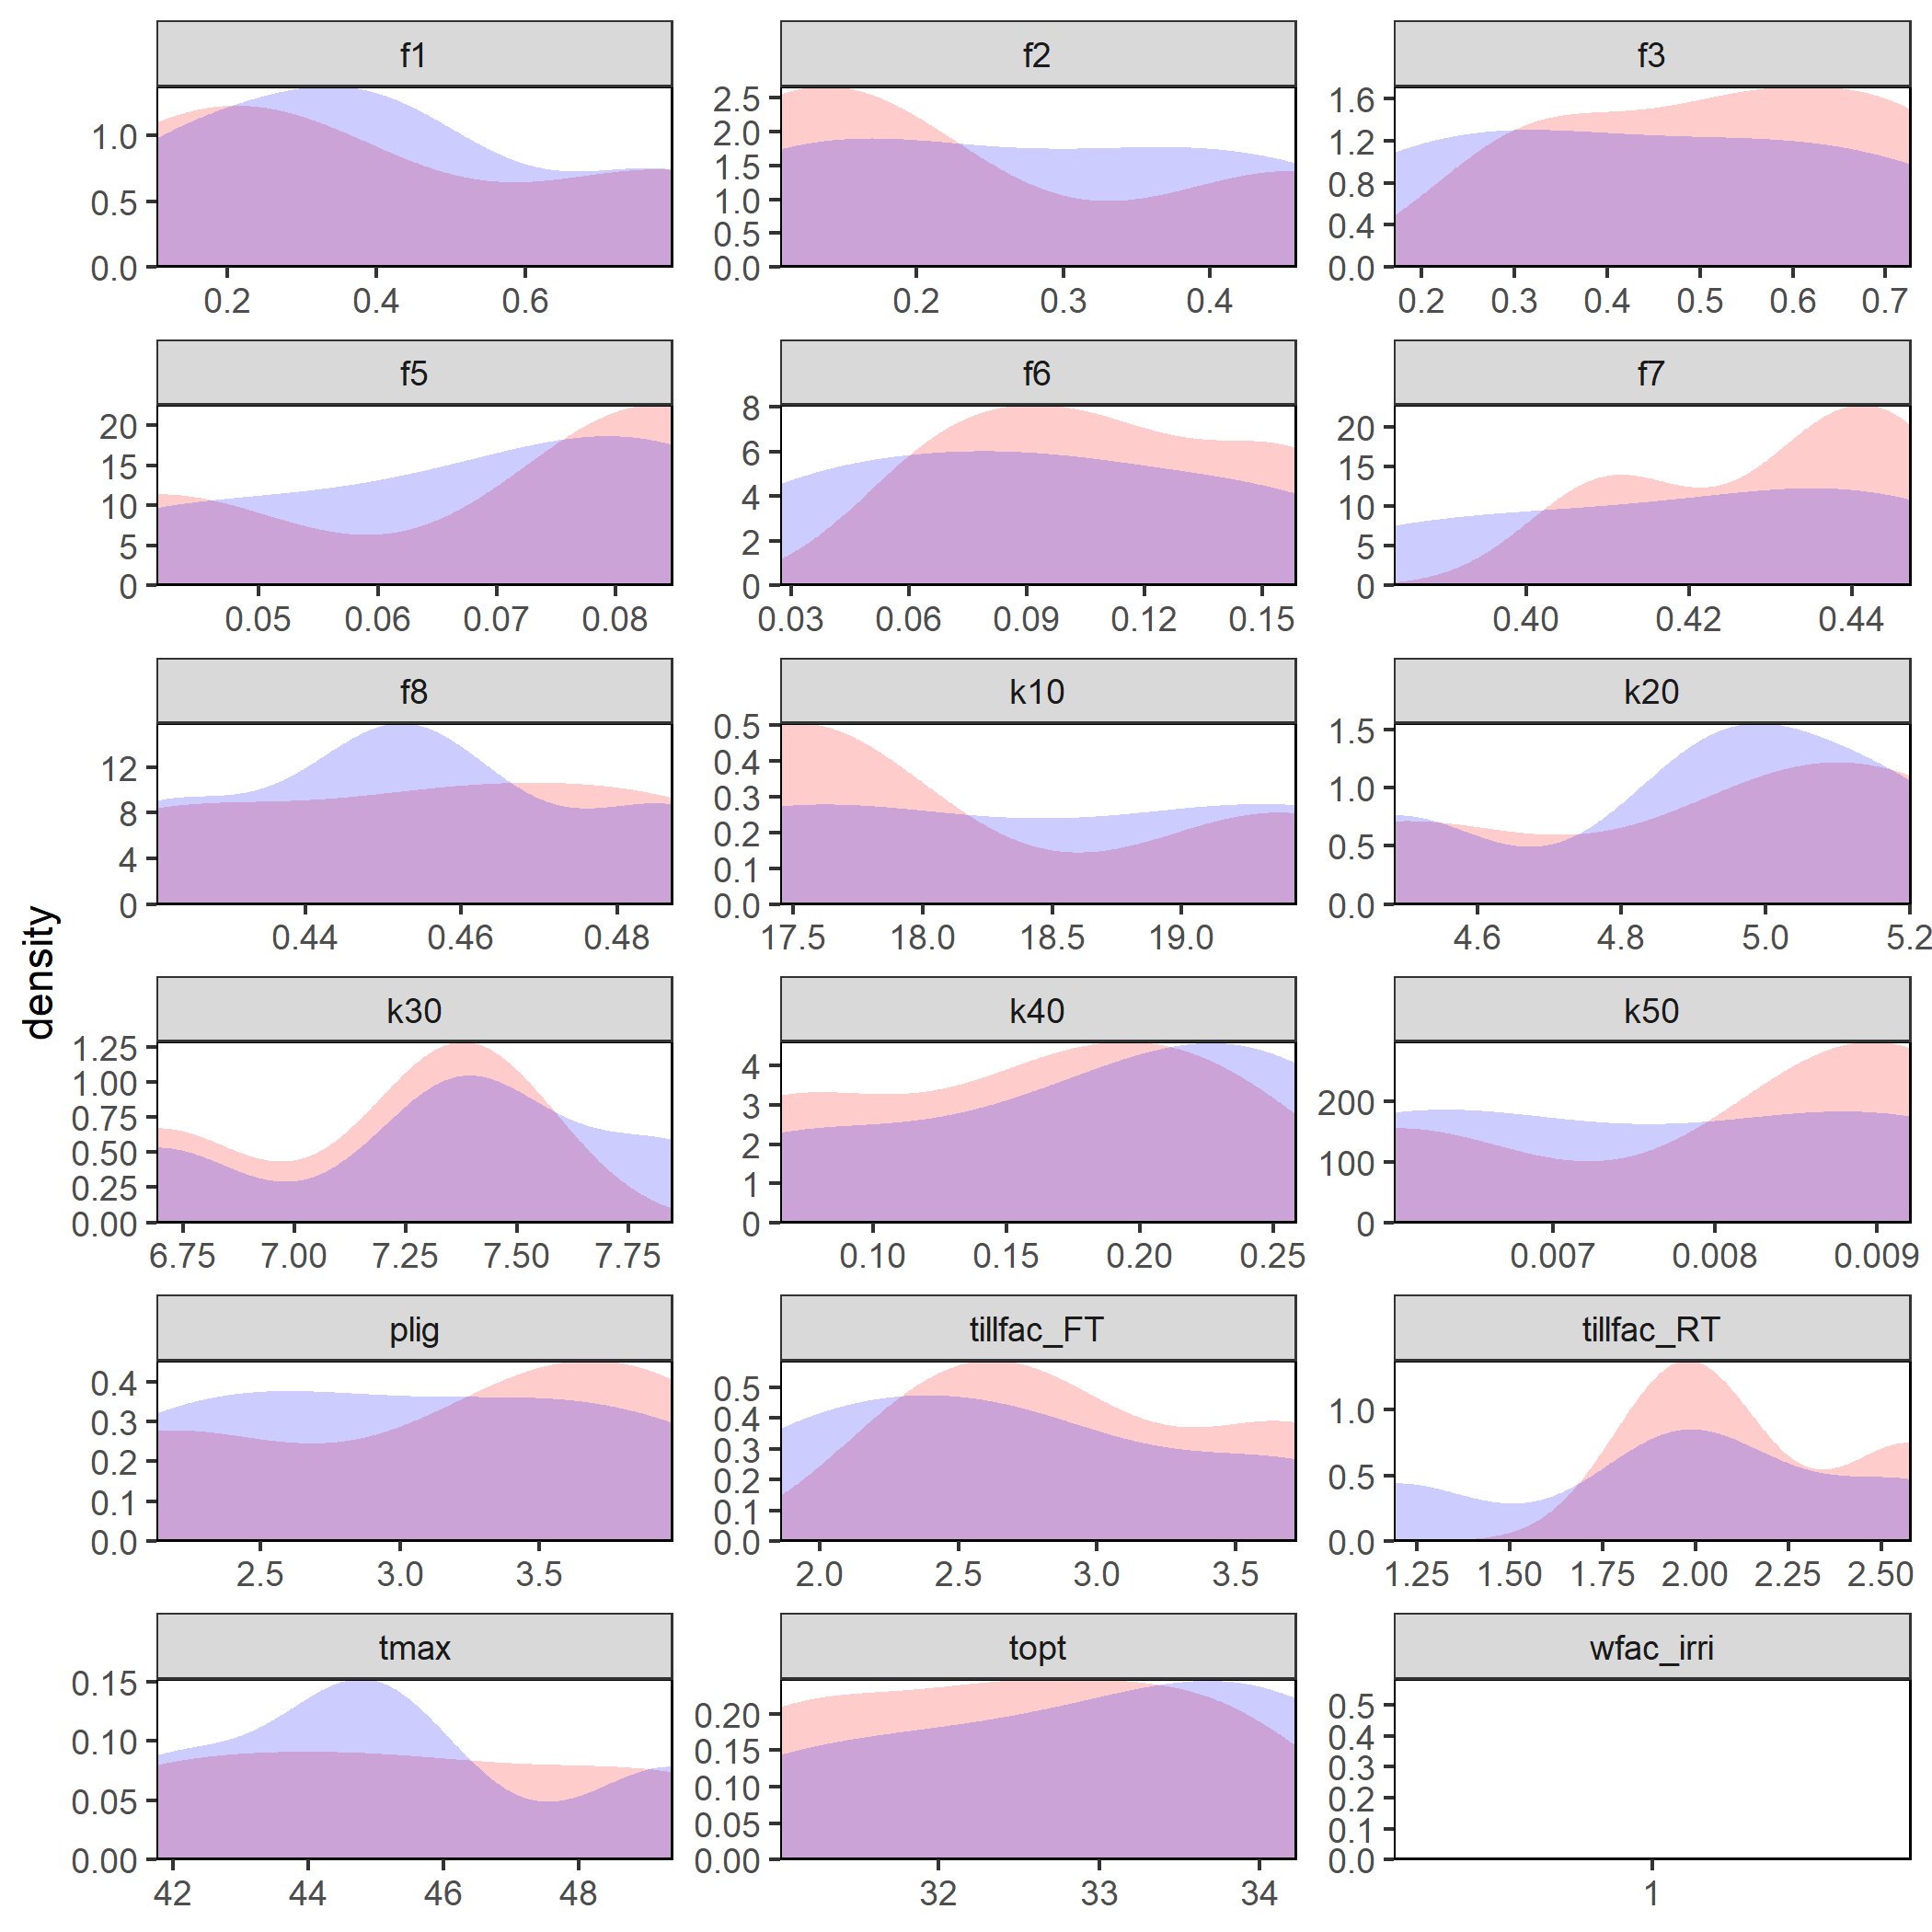 f1
f2
f3
1.0
0.5
0.0
0.2 0.4 0.6
2.5
2.0
1.5
1.0
0.5
0.0
0.2 0.3 0.4
1.6
1.2
0.8
0.4
0.0
0.2 0.3 0.4 0.5 0.6 0.7
f5
f6
f7
20
15
10
5
0
0.05 0.06 0.07 0.08
8
6
4
2
0
0.03 0.06 0.09 0.12 0.15
20
15
10
5
0
0.40 0.42 0.44
f8
k10
k20
12
8
4
0
0.44 0.46 0.48
0.5
0.4
0.3
0.2
0.1
0.0
17.5 18.0 18.5 19.0
1.5
1.0
0.5
0.0
4.6 4.8 5.0 5.2
density
k30
k40
k50
1.25
1.00
0.75
0.50
0.25
0.00
6.75 7.00 7.25 7.50 7.75
4
3
2
1
0
0.10 0.15 0.20 0.25
200
100
0
0.007 0.008 0.009
plig
tillfac_FT
tillfac_RT
0.4
0.3
0.2
0.1
0.0
2.5 3.0 3.5
0.5
0.4
0.3
0.2
0.1
0.0
2.0 2.5 3.0 3.5
1.0
0.5
0.0
1.25 1.50 1.75 2.00 2.25 2.50
tmax
topt
wfac_irri
0.15
0.10
0.05
0.00
42 44 46 48
0.20
0.15
0.10
0.05
0.00
32 33 34
0.5
0.4
0.3
0.2
0.1
0.0
1